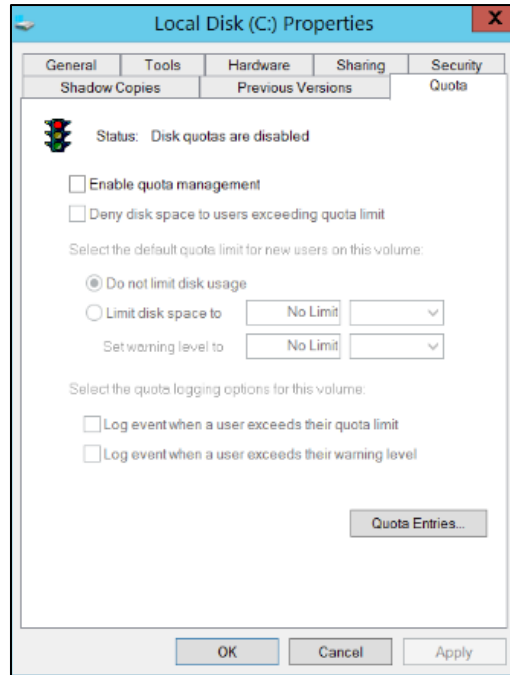 Local Disk (C:) Properties
X
General Tools Hardware Sharing Security
Shadow Copies Previous Versions Quota
Status: Disk quotas are disabled
Enable quota management
Deny disk space to users exceeding quota limit
Select the default quota limit for new users on this volume:
Do not limit disk usage
Limit disk space to No Limit
Set warning level to No Limit
Select the quota logging options for this volume:
Log event when a user exceeds their quota limit
Log event when a user exceeds their warning level
Quota Entries...
OK Cancel Apply